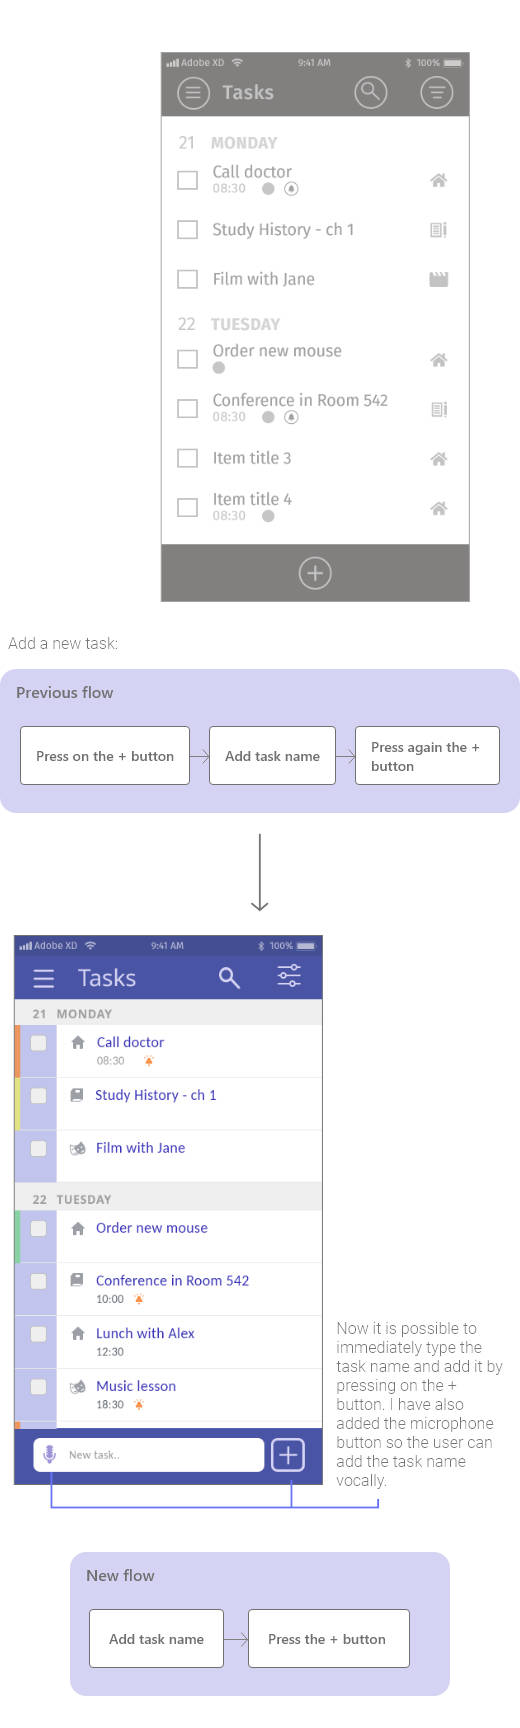 Adobe XD 9:41 AM 100%
Tasks
21 MONDAY
Call doctor
08:30
Study History - ch 1
Film with Jane
22 TUESDAY
Order new mouse
Conference in Room 542
08:30
Item title 3
Item title 4
08:30
Add a new task:
Previous flow
Press on the + button
Add task name
Press again the +
button
Adobe XD 9:41 AM 100%
Tasks
21 MONDAY
Call doctor
08:30
Study History - ch 1
Film with Jane
22 TUESDAY
Order new mouse
Conference in Room 542
10:00
Lunch with Alex
12:30
Music lesson
18:30
New task..
Now it is possible to
immediately type the
task name and add it by
pressing on the +
button. I have also
added the microphone
button so the user can
add the task name
vocally.
New flow
Add task name
Press the + button